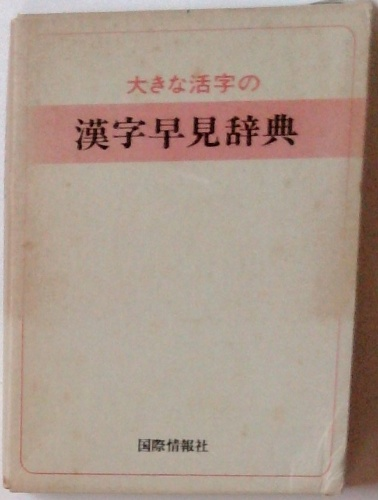 大きな活字の
漢字早見辞典
国際情報社